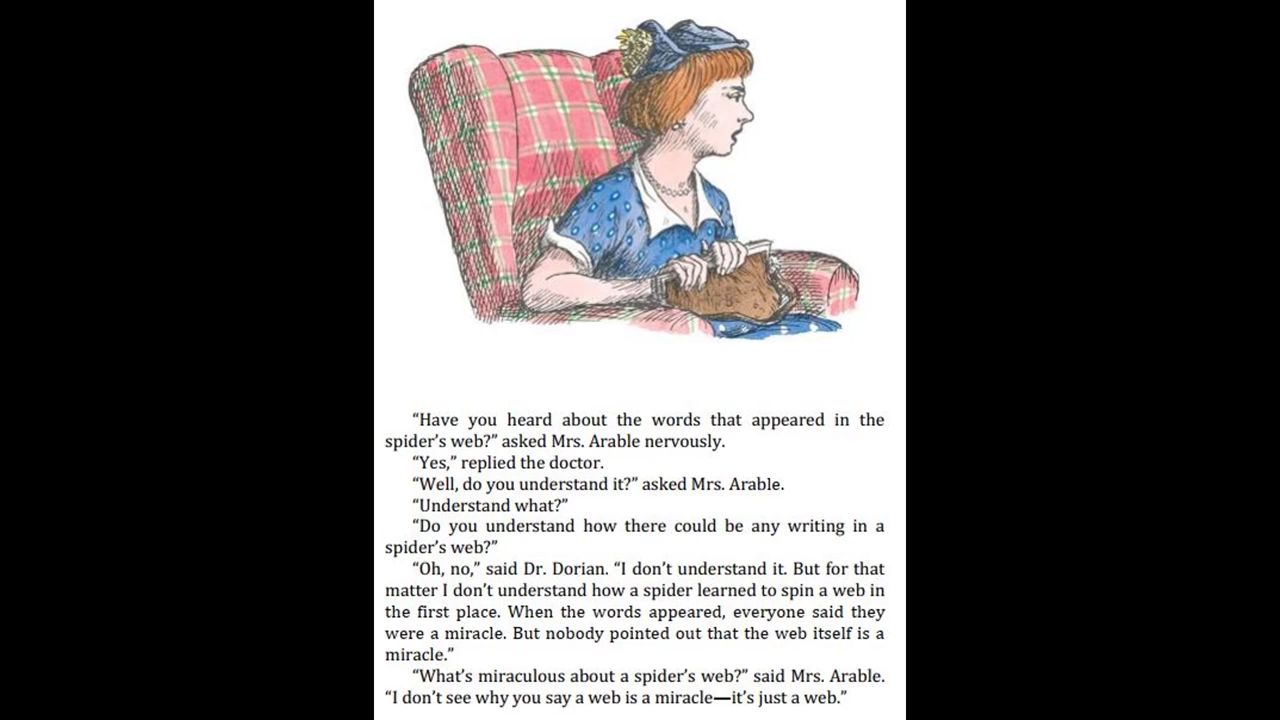 “Have you heard about the words that appeared in the
spider’s web?” asked Mrs. Arable nervously.
“Yes,” replied the doctor.
“Well, do you understand it?” asked Mrs. Arable.
“Understand what?”
“Do you understand how there could be any writing in a
spider’s web?”
“Oh, no,” said Dr. Dorian. “I don’t understand it. But for that
matter I don’t understand how a spider learned to spin a web in
the first place. When the words appeared, everyone said they
were a miracle. But nobody pointed out that the web itself is a
miracle.”
“What’s miraculous about a spider’s web?” said Mrs. Arable.
“I don’t see why you say a web is a miracle—it’s just a web.”